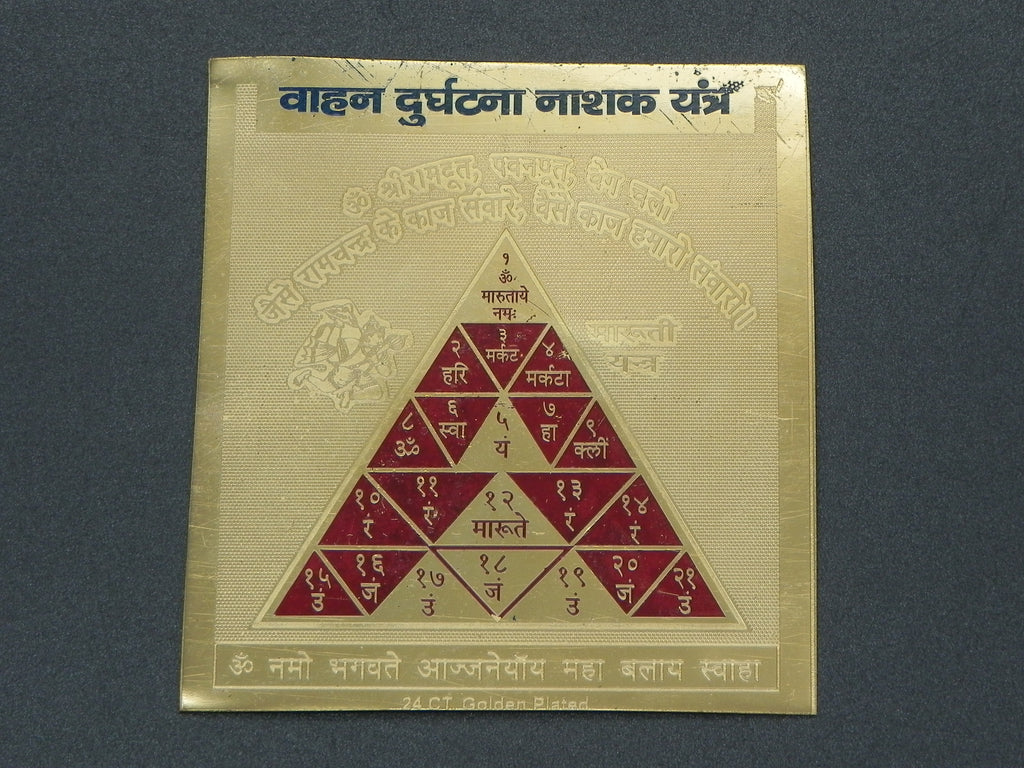 वाहन दुर्घटना नाशक यंत्र
ॐ श्रीरामदूत, पवनपूत, वेग चलो
जैसे रामचन्द्र के काज संवारे, वैसे काज हमारो संवारो।
१
ॐ
मारुताये
नमः
२ ३ ४
हरि मर्कट मर्कटा
मारूती
यन्त्र
८ ६ ५ ७ ९
ॐ स्वा यं हा क्लीं
१० ११ १२ १३ १४
रं रं मारूते रं रं
१५ १६ १७ १८ १९ २० २१
उं जं उं जं उं जं उं
ॐ नमो भगवते आज्जनेयाॅय महा बलाय स्वाहा
24 CT. Golden Plated